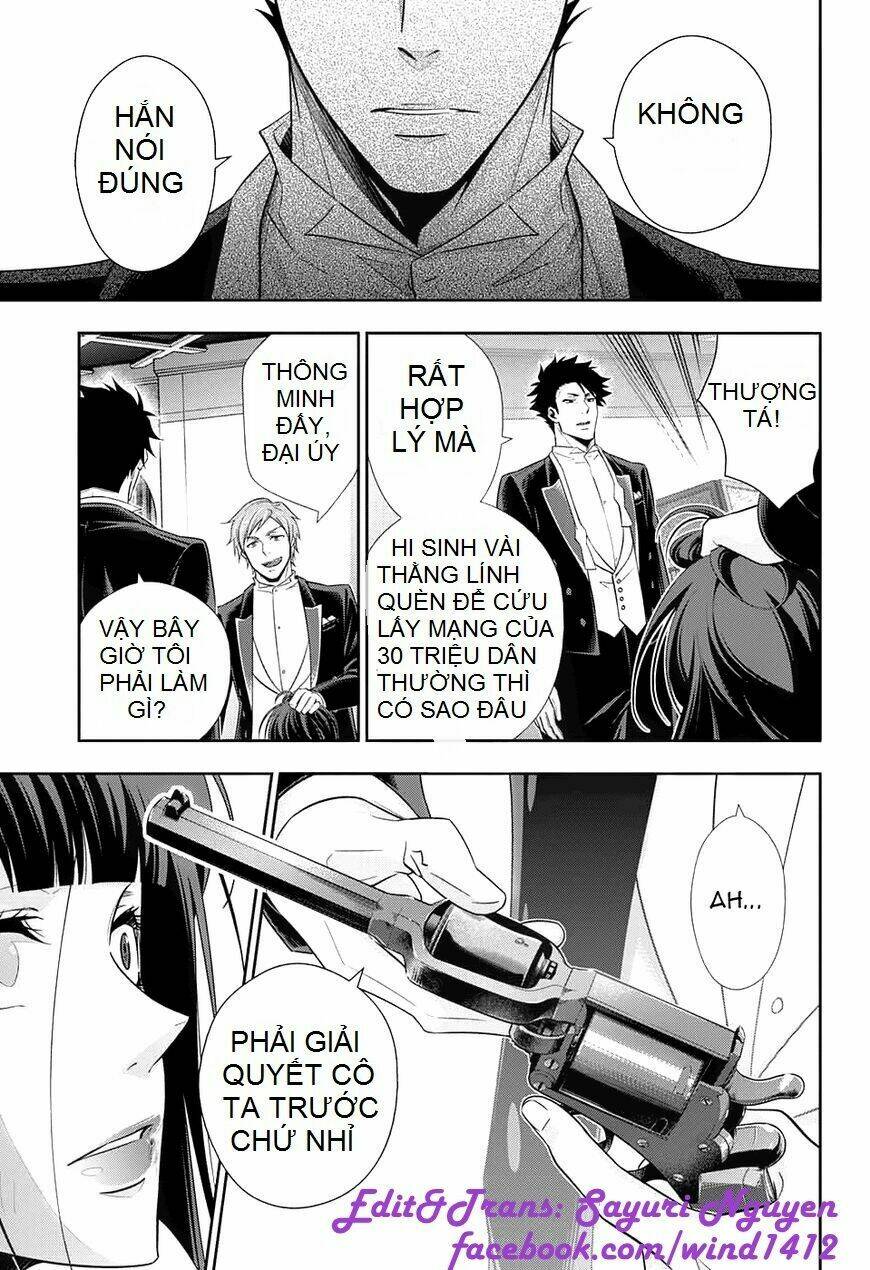 KHÔNG
HẮN
NÓI
ĐÚNG
THƯỢNG
TÁ!
RẤT
HỢP
LÝ MÀ
HI SINH VÀI
THẰNG LÍNH
QUÈN ĐỂ CỨU
LẤY MẠNG CỦA
30 TRIỆU DÂN
THƯỜNG THÌ
CÓ SAO ĐÂU
THÔNG
MINH
ĐẤY,
ĐẠI ÚY
VẬY BÂY
GIỜ TÔI
PHẢI LÀM
GÌ?
AH...
PHẢI GIẢI
QUYẾT CÔ
TA TRƯỚC
CHỨ NHỈ
Edit&Trans: Sayuri Nguyen
facebook.com/wind1412